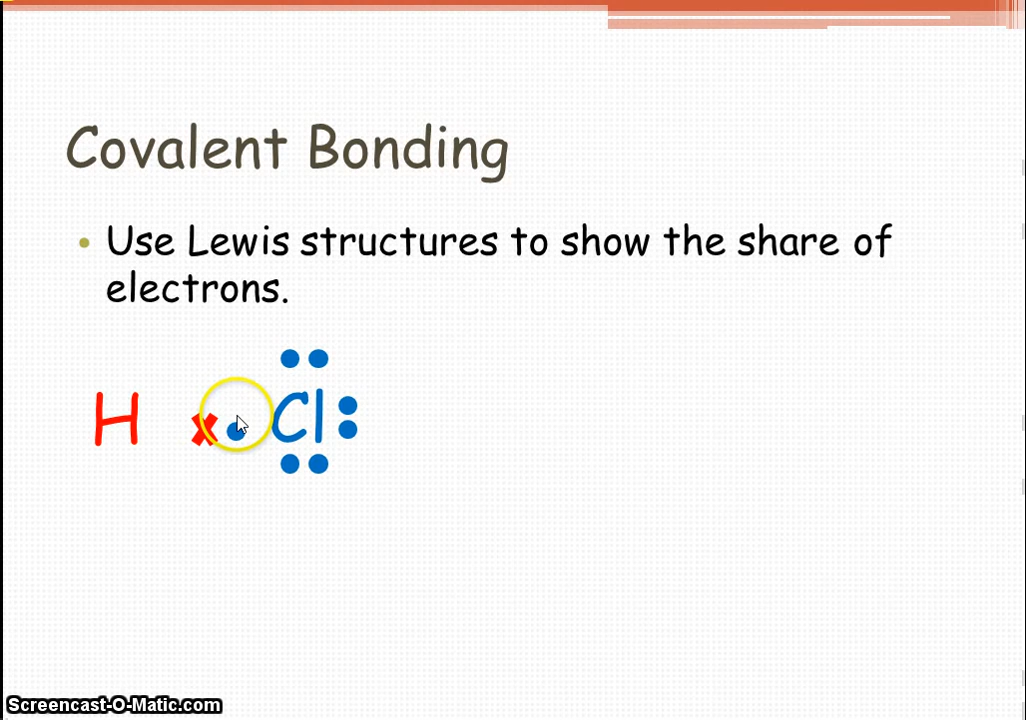 Covalent Bonding
• Use Lewis structures to show the share of
electrons.
H x Cl
Screencast-O-Matic.com